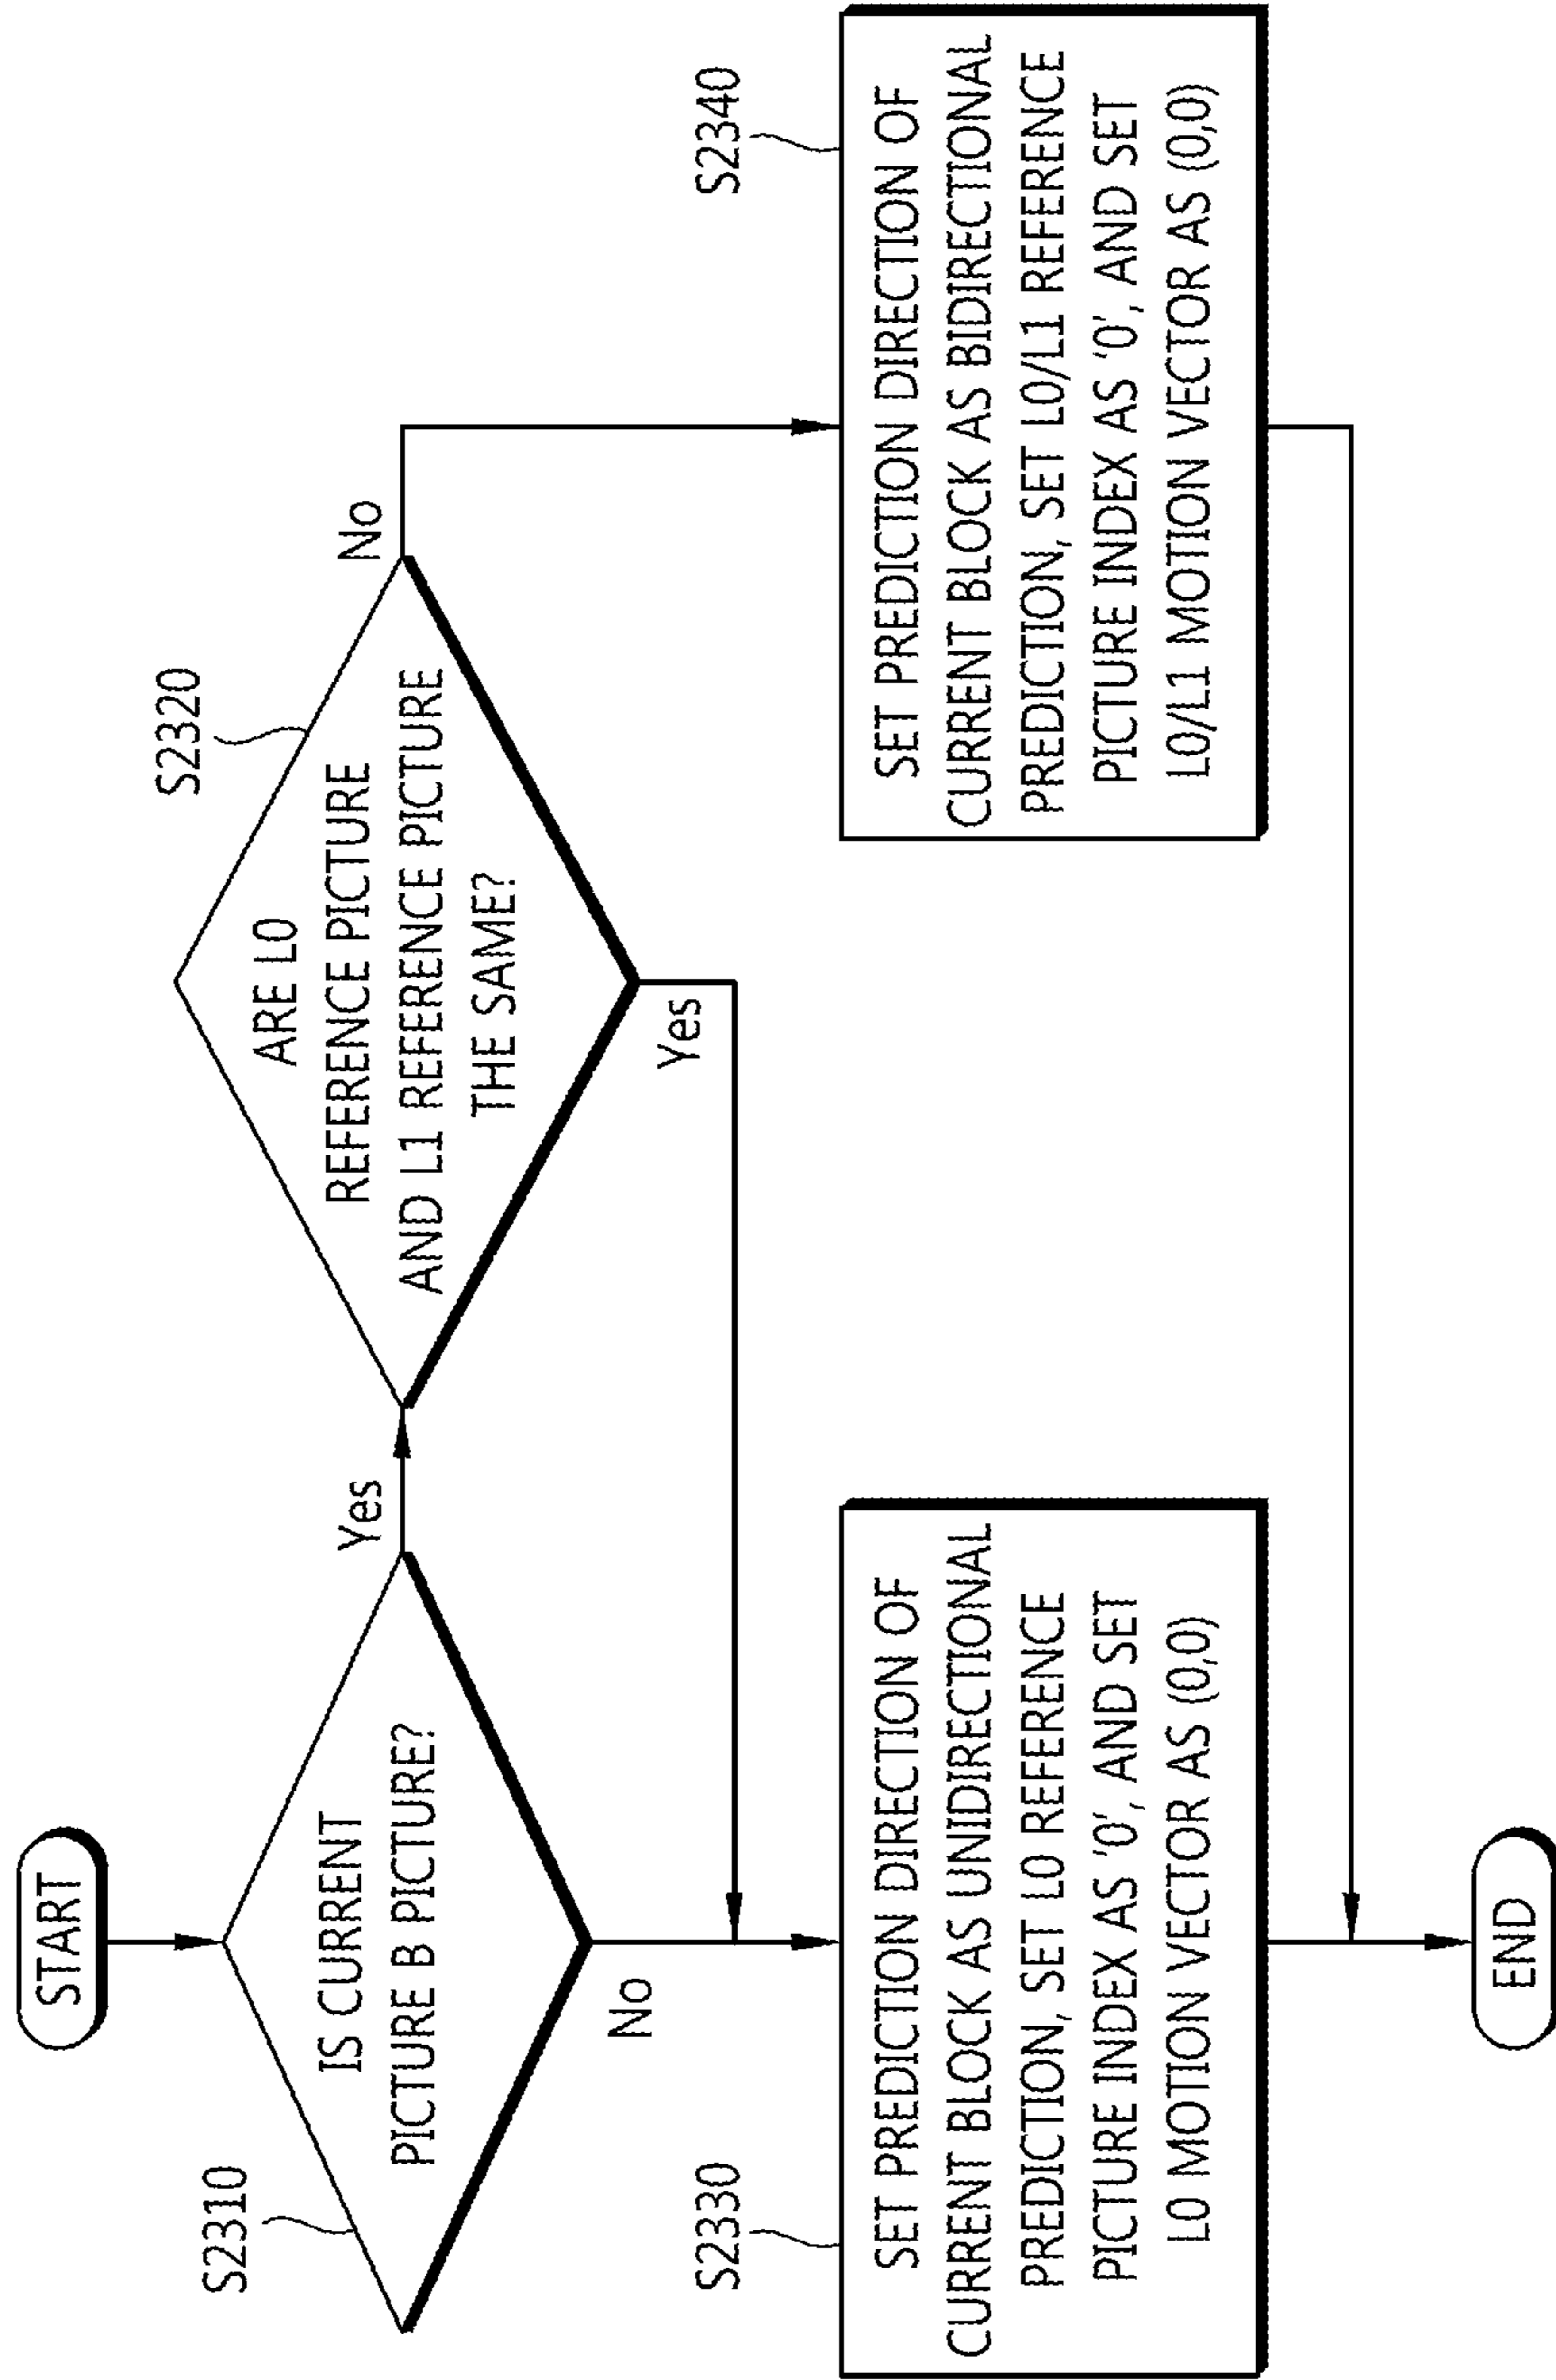 START
S2310
IS CURRENT
PICTURE B PICTURE?
Yes
No
S2320
ARE L0
REFERENCE PICTURE
AND L1 REFERENCE PICTURE
THE SAME?
No
Yes
S2330
SET PREDICTION DIRECTION OF
CURRENT BLOCK AS UNIDIRECTIONAL
PREDICTION, SET L0 REFERENCE
PICTURE INDEX AS '0', AND SET
L0 MOTION VECTOR AS (0,0)
S2340
SET PREDICTION DIRECTION OF
CURRENT BLOCK AS BIDIRECTIONAL
PREDICTION, SET L0/L1 REFERENCE
PICTURE INDEX AS '0', AND SET
L0/L1 MOTION VECTOR AS (0,0)
END